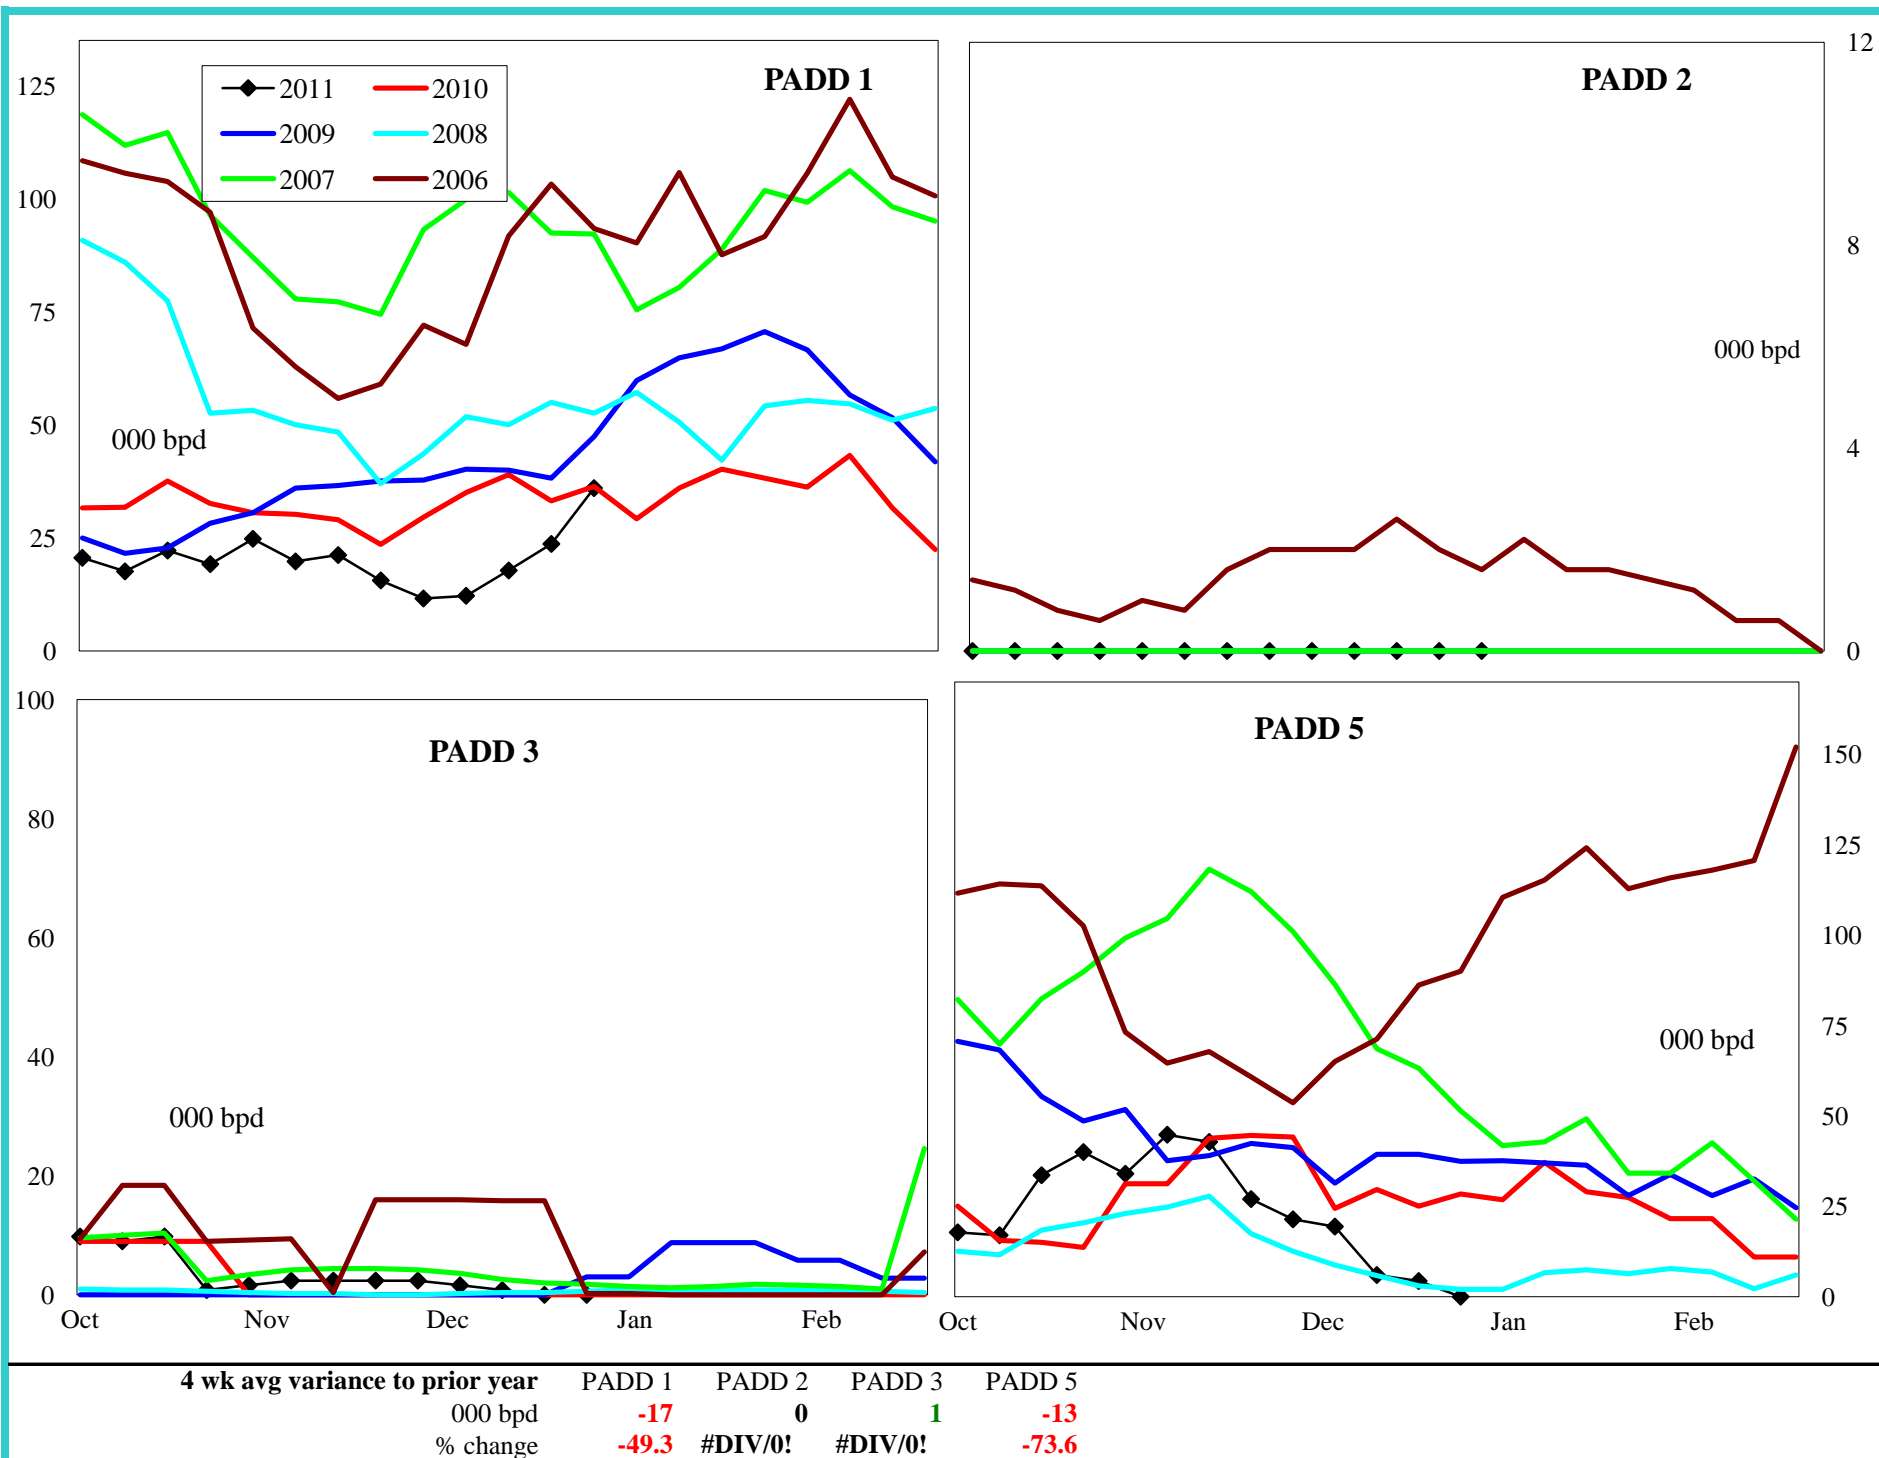 PADD 1
125
2011
2010
2009
2008
2007
2006
100
75
50
000 bpd
25
0
PADD 2
12
8
000 bpd
4
0
PADD 3
100
80
60
40
000 bpd
20
0
Oct Nov Dec Jan Feb
PADD 5
150
125
100
75
000 bpd
50
25
0
Oct Nov Dec Jan Feb
4 wk avg variance to prior year PADD 1 PADD 2 PADD 3 PADD 5
000 bpd -17 0 1 -13
% change -49.3 #DIV/0! #DIV/0! -73.6